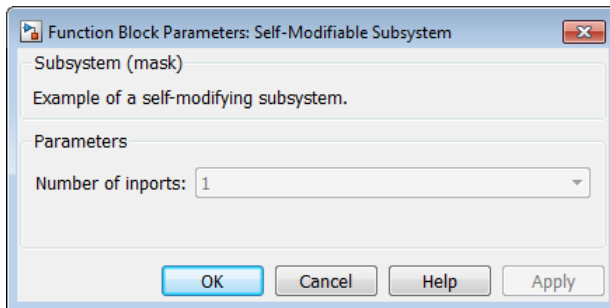 Function Block Parameters: Self-Modifiable Subsystem
Subsystem (mask)
Example of a self-modifying subsystem.
Parameters
Number of inports: 1
OK Cancel Help Apply